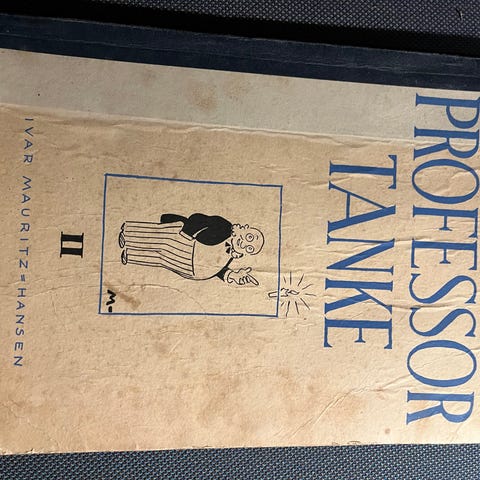 PROFESSOR
TANKE
M-
II
IVAR MAURITZ=HANSEN